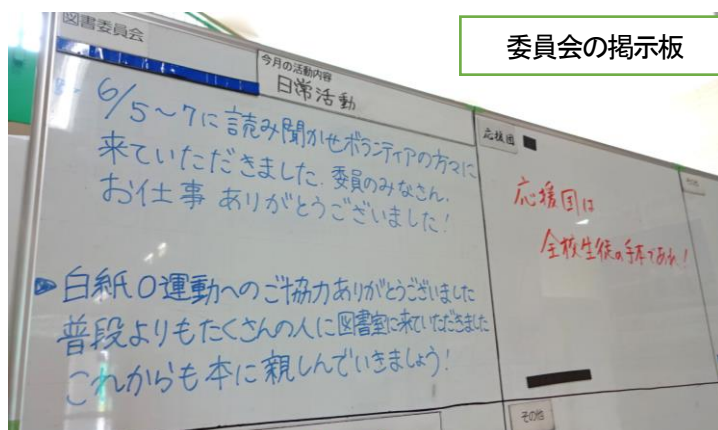 委員会の掲示板
図書委員会
今月の活動内容
日常活動
6/5~7に読み聞かせボランティアの方々に
来ていただきました。委員のみなさん、
お仕事 ありがとうございました!
白紙0運動へのご協力ありがとうございました
普段よりもたくさんの人に図書室に来ていただきました
これからも本に親しんでいきましょう!
応援団
応援団は
全校生徒の手本であれ!
その他
その他